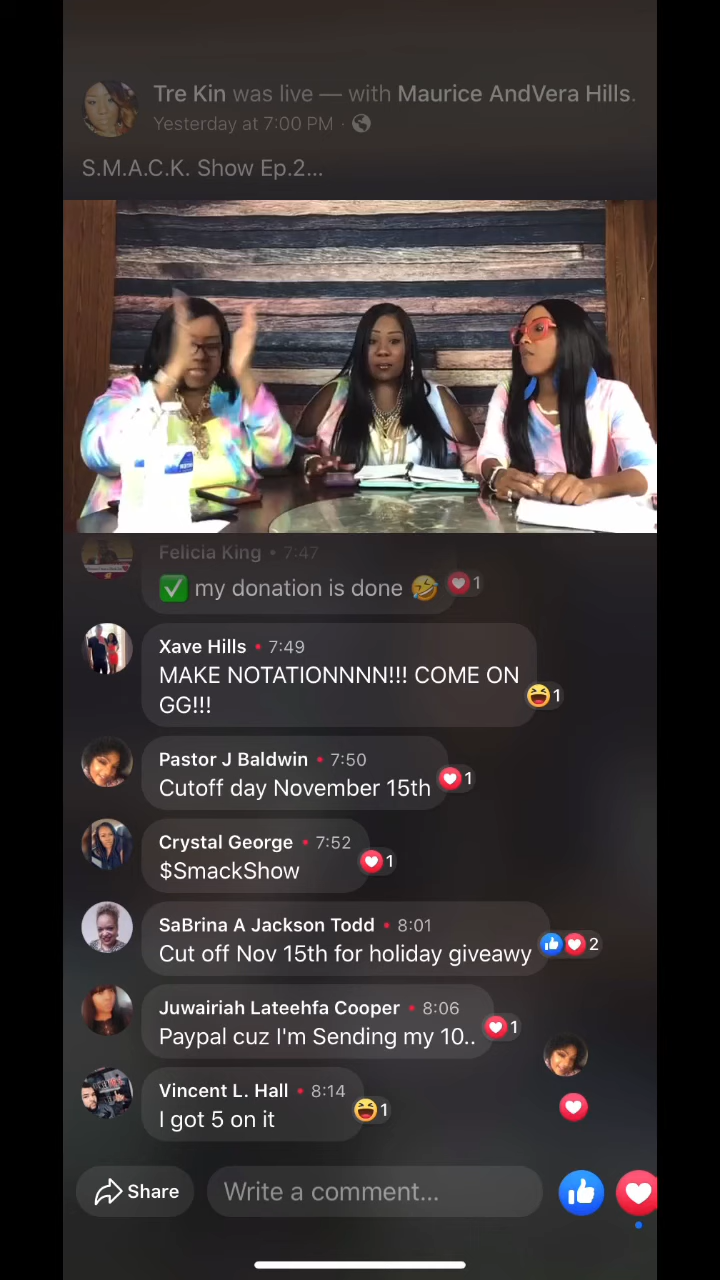 Tre Kin was live — with Maurice AndVera Hills.
Yesterday at 7:00 PM ·
S.M.A.C.K. Show Ep.2...
Felicia King • 7:47
✅ my donation is done 🤣 1
Xave Hills • 7:49
MAKE NOTATIONNNN!!! COME ON
GG!!! 1
Pastor J Baldwin • 7:50
Cutoff day November 15th 1
Crystal George • 7:52
$SmackShow 1
SaBrina A Jackson Todd • 8:01
Cut off Nov 15th for holiday giveawy 2
Juwairiah Lateehfa Cooper • 8:06
Paypal cuz I'm Sending my 10.. 1
Vincent L. Hall • 8:14
I got 5 on it 1
Share Write a comment...